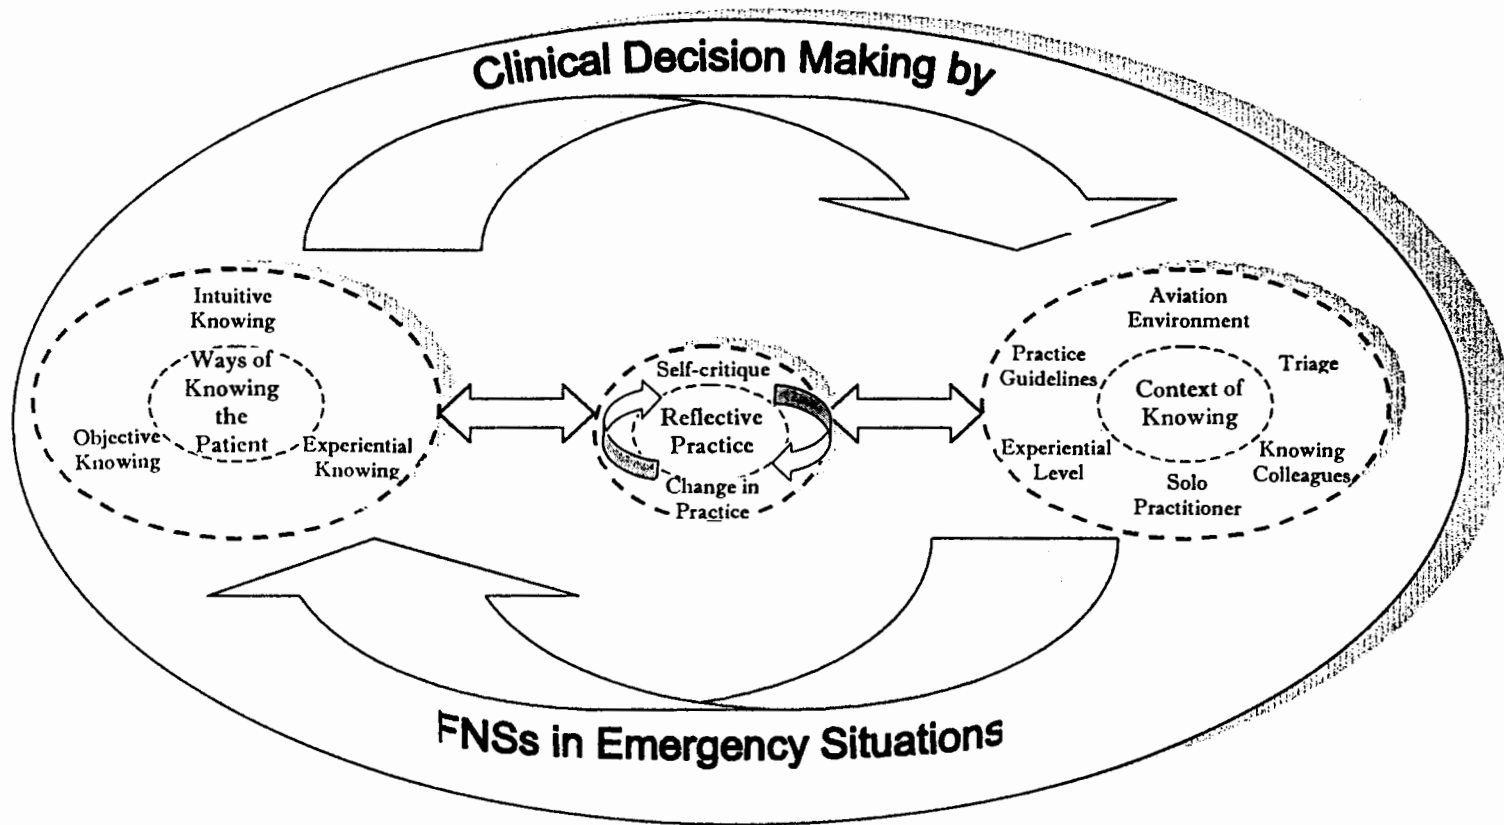 Clinical Decision Making by
Intuitive
Knowing
Ways of
Knowing
the
Patient
Objective
Knowing
Experiential
Knowing
Self-critique
Reflective
Practice
Change in
Practice
Aviation
Environment
Practice
Guidelines
Triage
Context of
Knowing
Experiential
Level
Knowing
Colleagues
Solo
Practitioner
FNSs in Emergency Situations